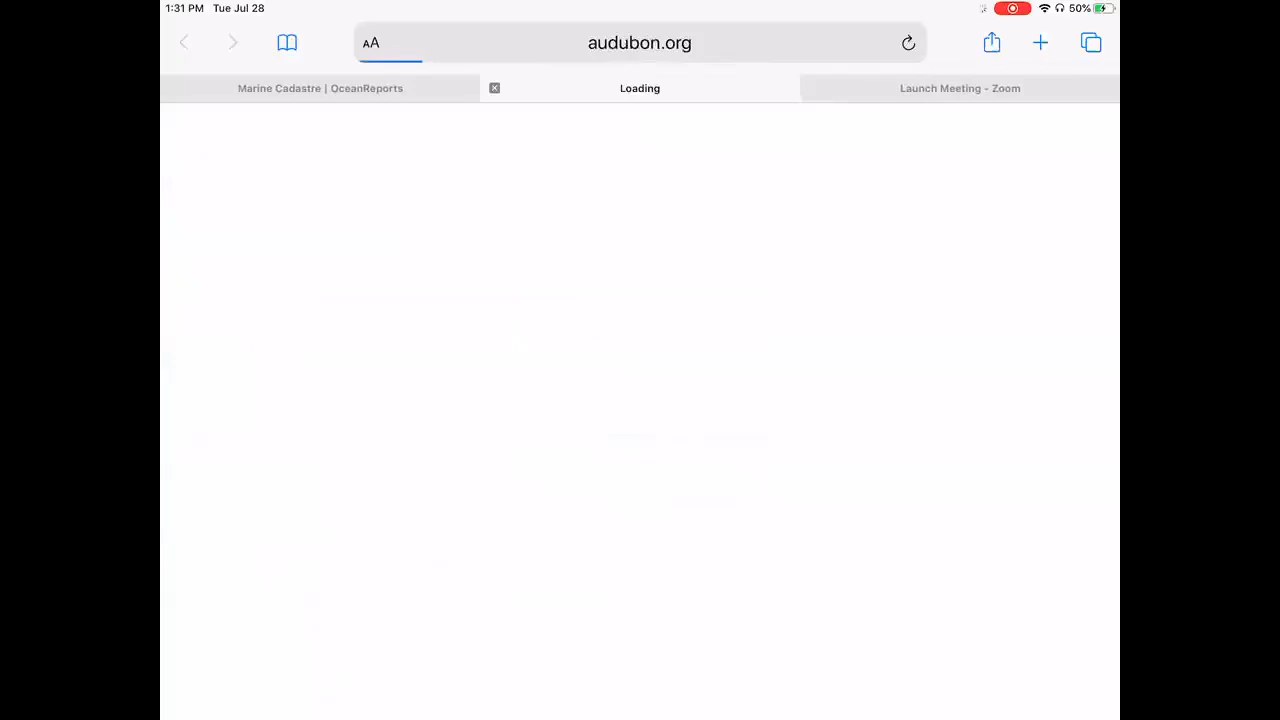 1:31 PM Tue Jul 28
50%
AA
audubon.org
Marine Cadastre | OceanReports
Loading
Launch Meeting - Zoom